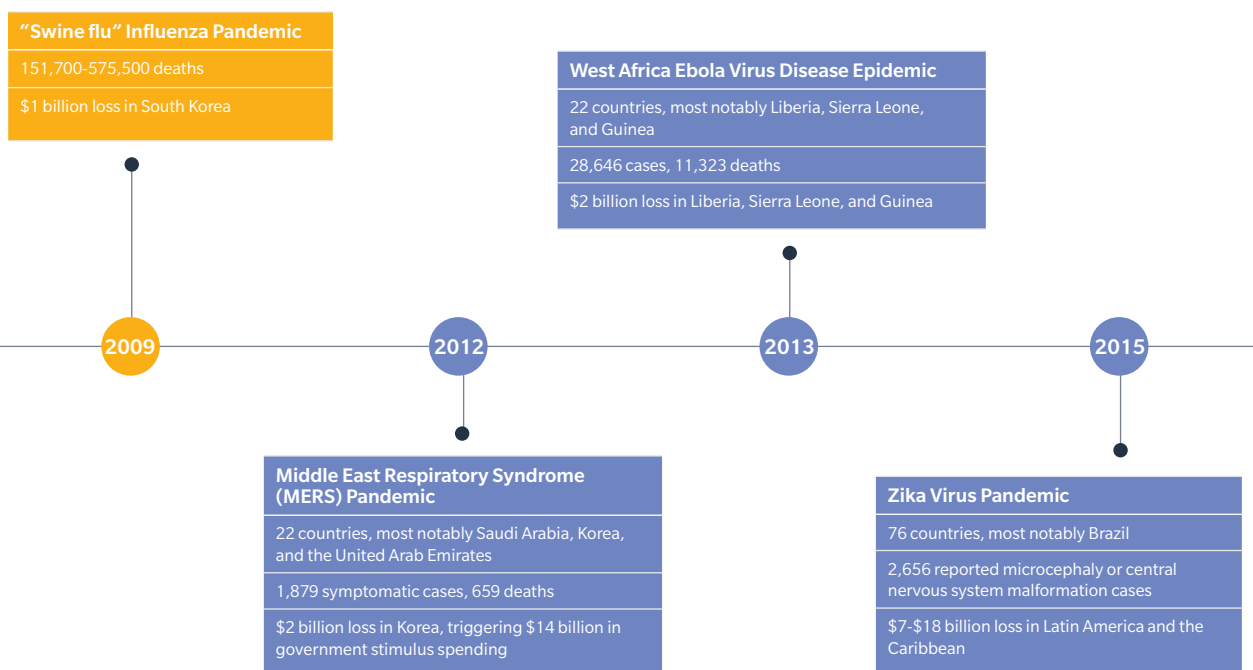 “Swine flu” Influenza Pandemic
151,700-575,500 deaths
$1 billion loss in South Korea
West Africa Ebola Virus Disease Epidemic
22 countries, most notably Liberia, Sierra Leone,
and Guinea
28,646 cases, 11,323 deaths
$2 billion loss in Liberia, Sierra Leone, and Guinea
2009
2012
2013
2015
Middle East Respiratory Syndrome
(MERS) Pandemic
22 countries, most notably Saudi Arabia, Korea,
and the United Arab Emirates
1,879 symptomatic cases, 659 deaths
$2 billion loss in Korea, triggering $14 billion in
government stimulus spending
Zika Virus Pandemic
76 countries, most notably Brazil
2,656 reported microcephaly or central
nervous system malformation cases
$7-$18 billion loss in Latin America and the
Caribbean